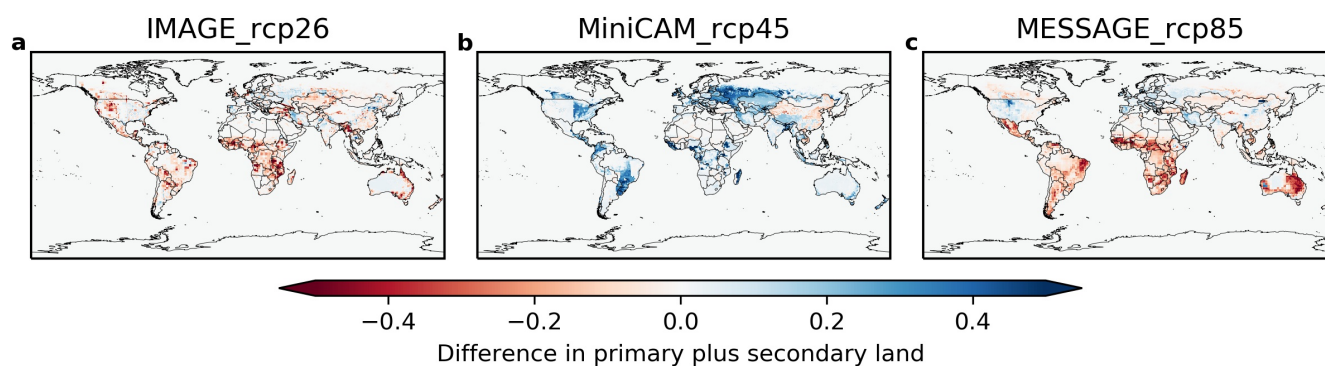 a IMAGE_rcp26
b MiniCAM_rcp45
c MESSAGE_rcp85
−0.4 −0.2 0.0 0.2 0.4
Difference in primary plus secondary land